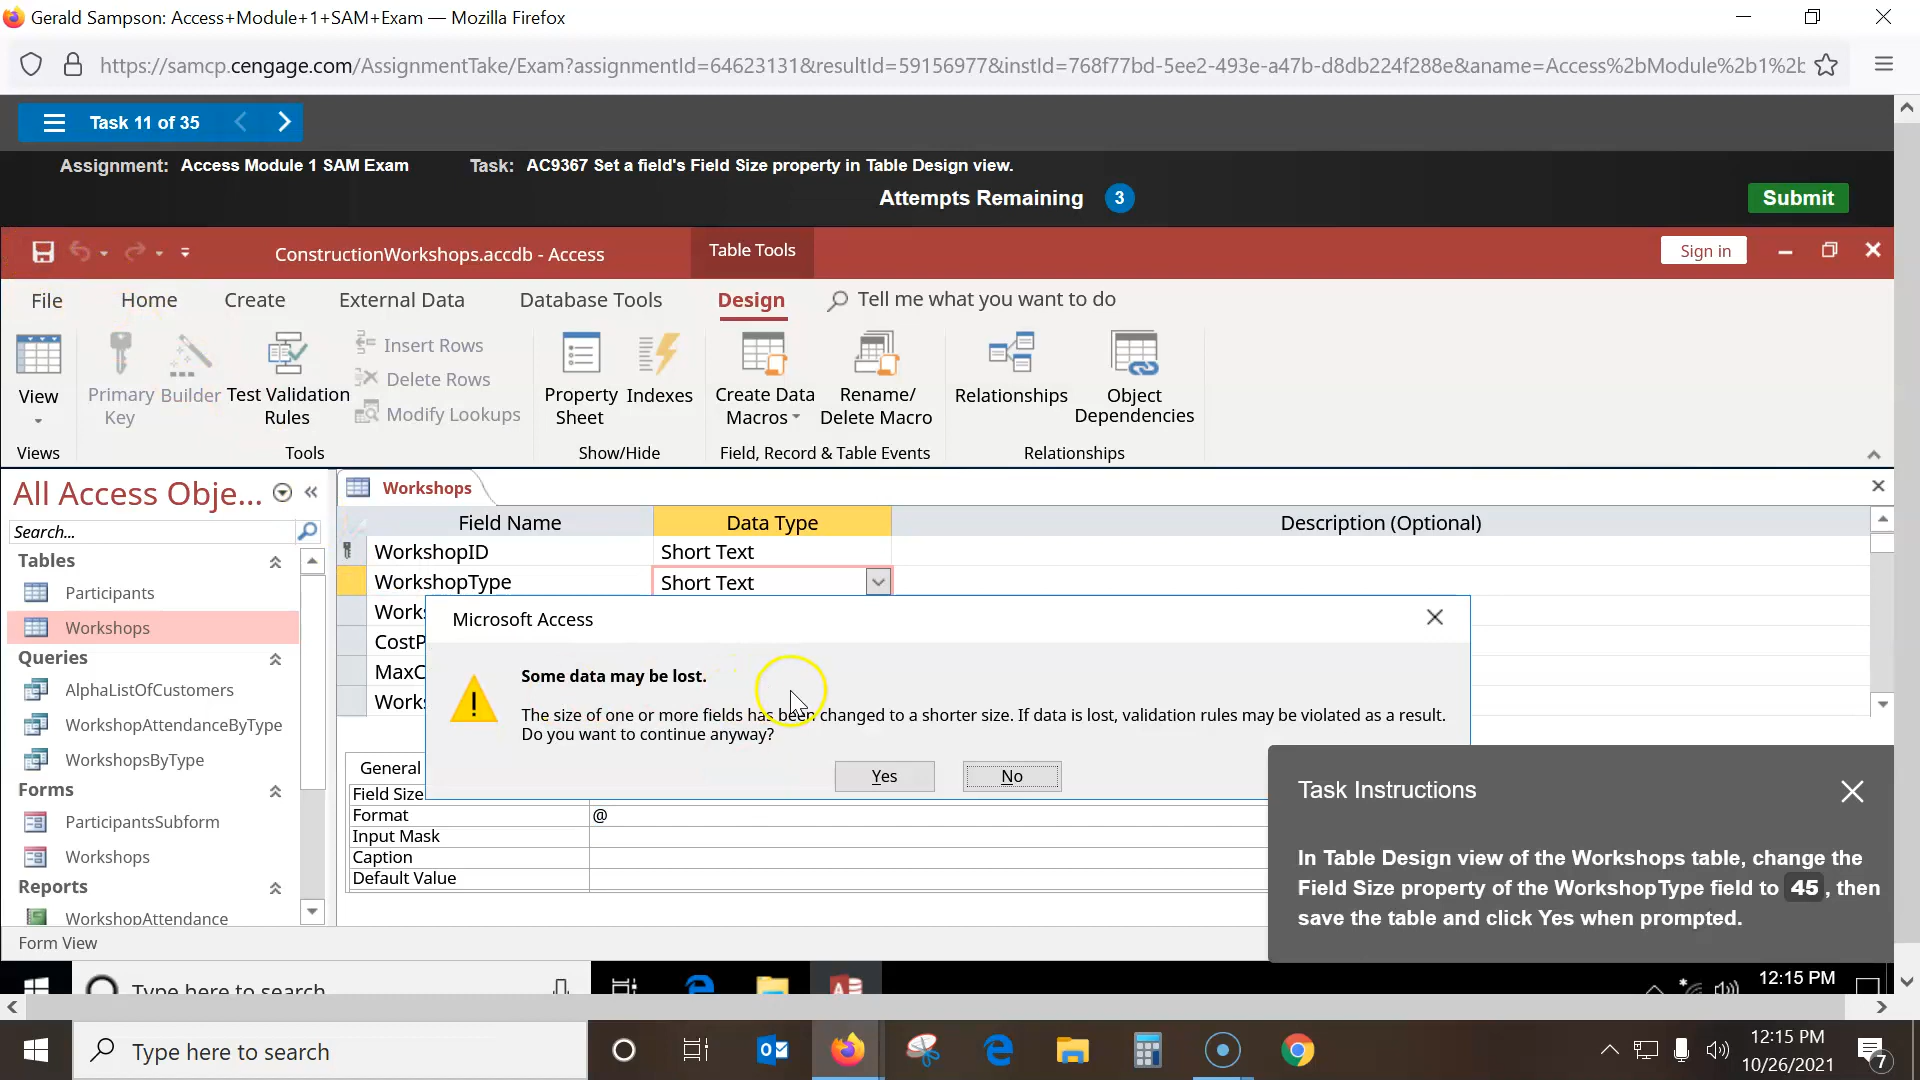 Gerald Sampson: Access+Module+1+SAM+Exam — Mozilla Firefox
https://samcp.cengage.com/AssignmentTake/Exam?assignmentId=64623131&resultId=59156977&instId=768f77bd-5ee2-493e-a47b-d8db224f288e&aname=Access%2bModule%2b1%2b
Task 11 of 35
Assignment: Access Module 1 SAM Exam Task: AC9367 Set a field's Field Size property in Table Design view.
Attempts Remaining 3
Submit
ConstructionWorkshops.accdb - Access
Table Tools
Sign in
File Home Create External Data Database Tools Design Tell me what you want to do
View
Primary Key
Builder
Test Validation Rules
Insert Rows
Delete Rows
Modify Lookups
Property Sheet
Indexes
Create Data Macros
Rename/ Delete Macro
Relationships
Object Dependencies
Views Tools Show/Hide Field, Record & Table Events Relationships
All Access Obje...
Search...
Tables
Participants
Workshops
Queries
AlphaListOfCustomers
WorkshopAttendanceByType
WorkshopsByType
Forms
ParticipantsSubform
Workshops
Reports
WorkshopAttendance
Workshops
Field Name Data Type Description (Optional)
WorkshopID Short Text
WorkshopType Short Text
Works
CostP
MaxC
Works
Microsoft Access
Some data may be lost.
The size of one or more fields has been changed to a shorter size. If data is lost, validation rules may be violated as a result.
Do you want to continue anyway?
Yes No
General
Field Size
Format @
Input Mask
Caption
Default Value
Task Instructions
In Table Design view of the Workshops table, change the
Field Size property of the WorkshopType field to 45, then
save the table and click Yes when prompted.
Form View
Type here to search
12:15 PM
Type here to search
12:15 PM
10/26/2021
7